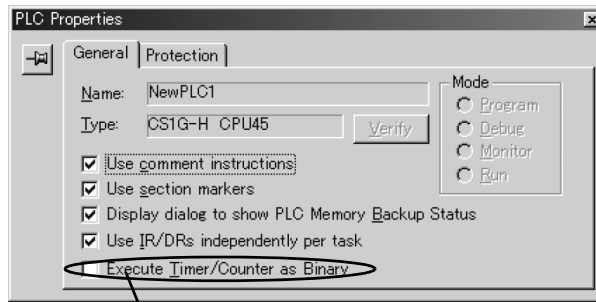 PLC Properties
General Protection
Name: NewPLC1
Type: CS1G-H CPU45 Verify
Mode
Program
Debug
Monitor
Run
Use comment instructions
Use section markers
Display dialog to show PLC Memory Backup Status
Use IR/DRs independently per task
Execute Timer/Counter as Binary